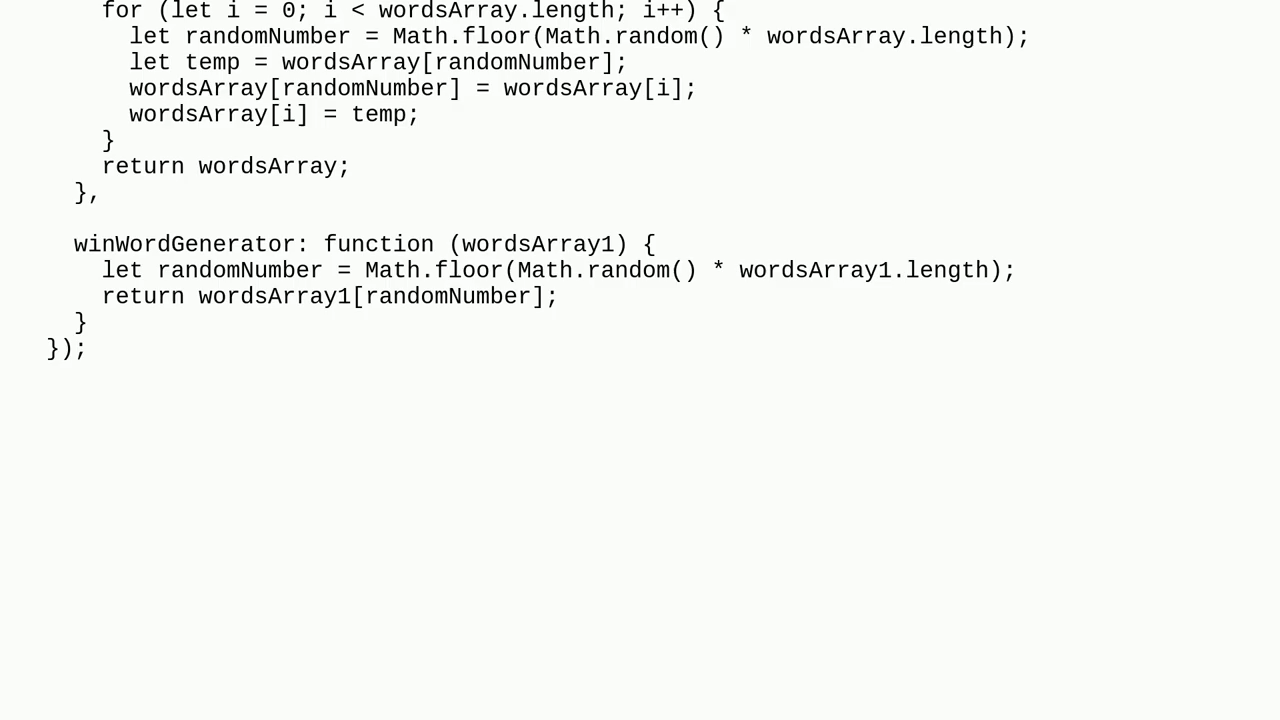 for (let i = 0; i < wordsArray.length; i++) {
let randomNumber = Math.floor(Math.random() * wordsArray.length);
let temp = wordsArray[randomNumber];
wordsArray[randomNumber] = wordsArray[i];
wordsArray[i] = temp;
}
return wordsArray;
},
winWordGenerator: function (wordsArray1) {
let randomNumber = Math.floor(Math.random() * wordsArray1.length);
return wordsArray1[randomNumber];
}
});